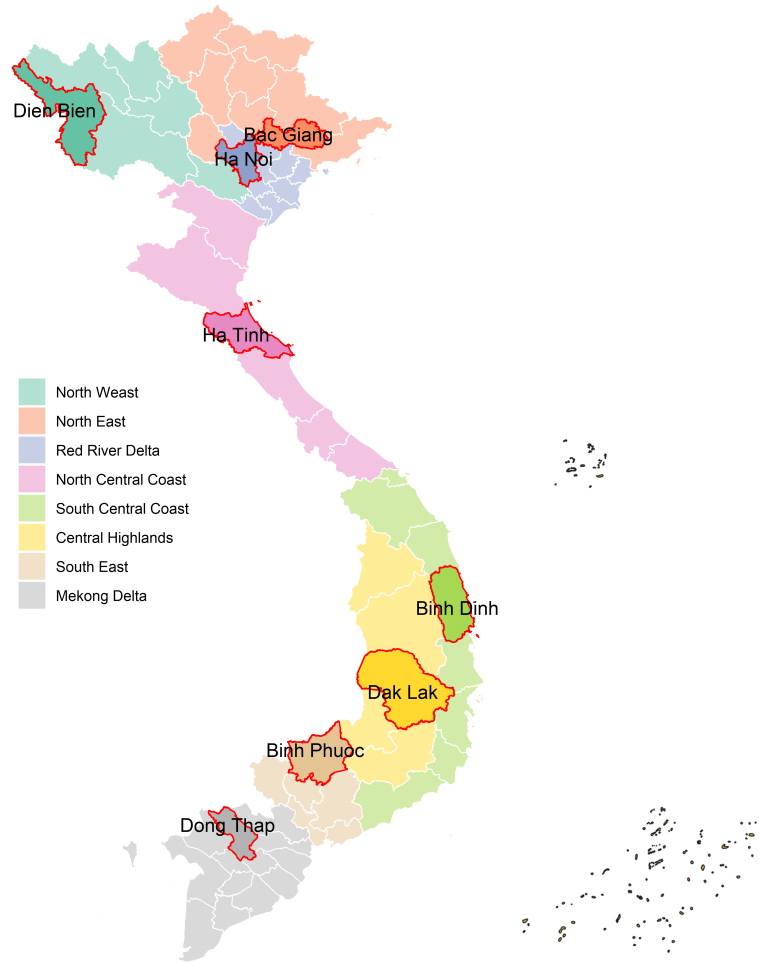 Dien Bien
Bac Giang
Ha Noi
Ha Tinh
North Weast
North East
Red River Delta
North Central Coast
South Central Coast
Central Highlands
South East
Mekong Delta
Binh Dinh
Dak Lak
Binh Phuoc
Dong Thap